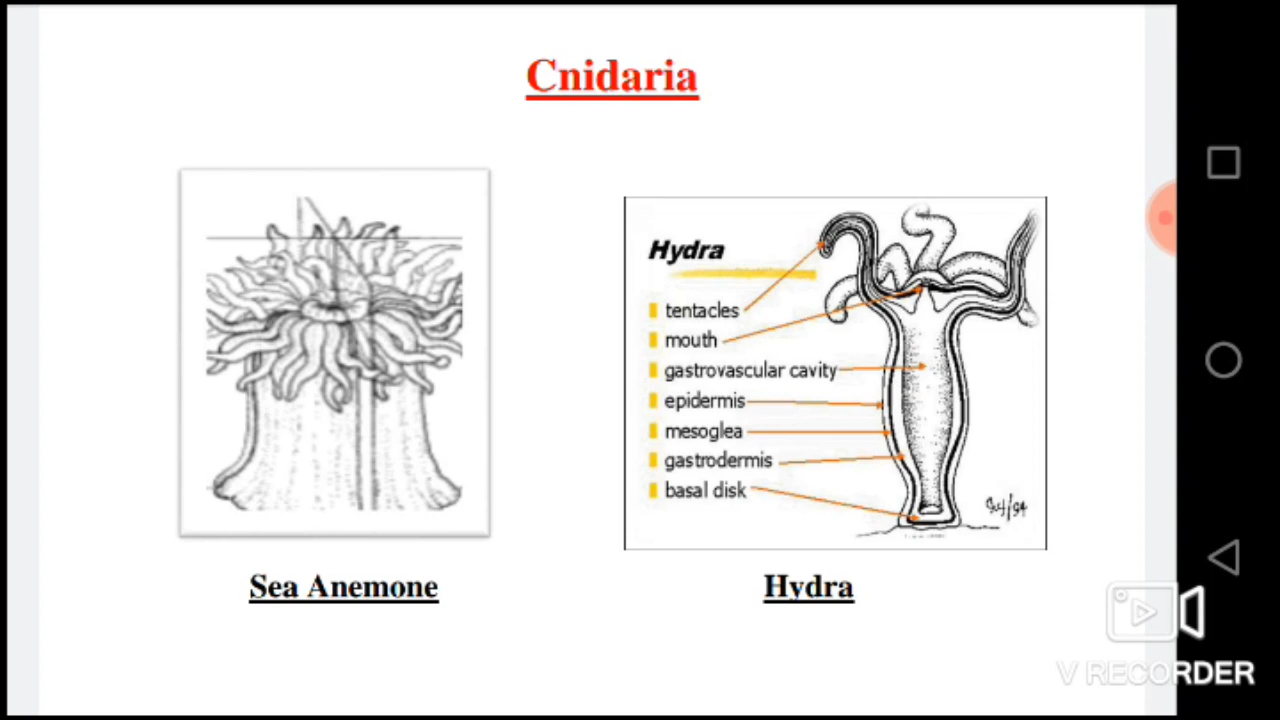 Cnidaria
Hydra
tentacles
mouth
gastrovascular cavity
epidermis
mesoglea
gastrodermis
basal disk
Sea Anemone
Hydra
V RECORDER